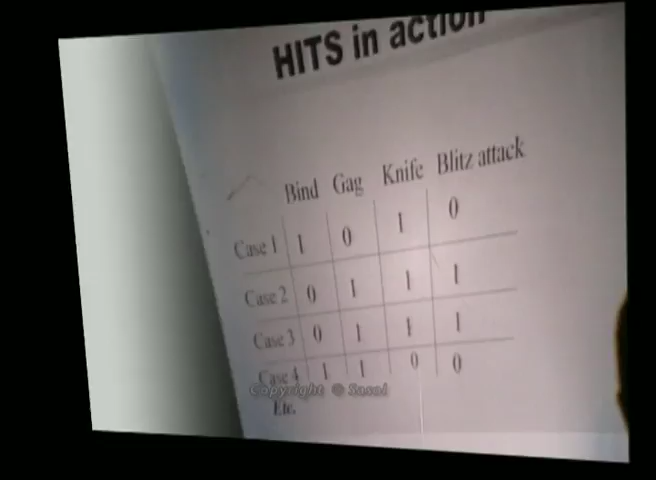 HITS in action
Bind Gag Knife Blitz attack
Case 1 1 0 1 0
Case 2 0 1 1 1
Case 3 0 1 1 1
Case 4 1 1 0 0
Copyright © Sasol
Etc.